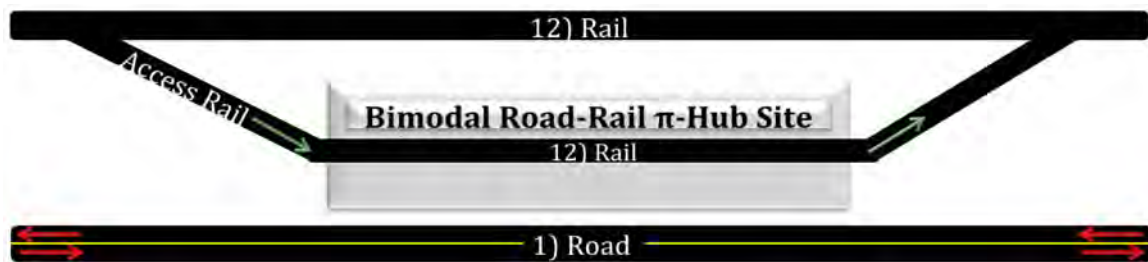 12) Rail
Access Rail
Bimodal Road-Rail π-Hub Site
12) Rail
1) Road